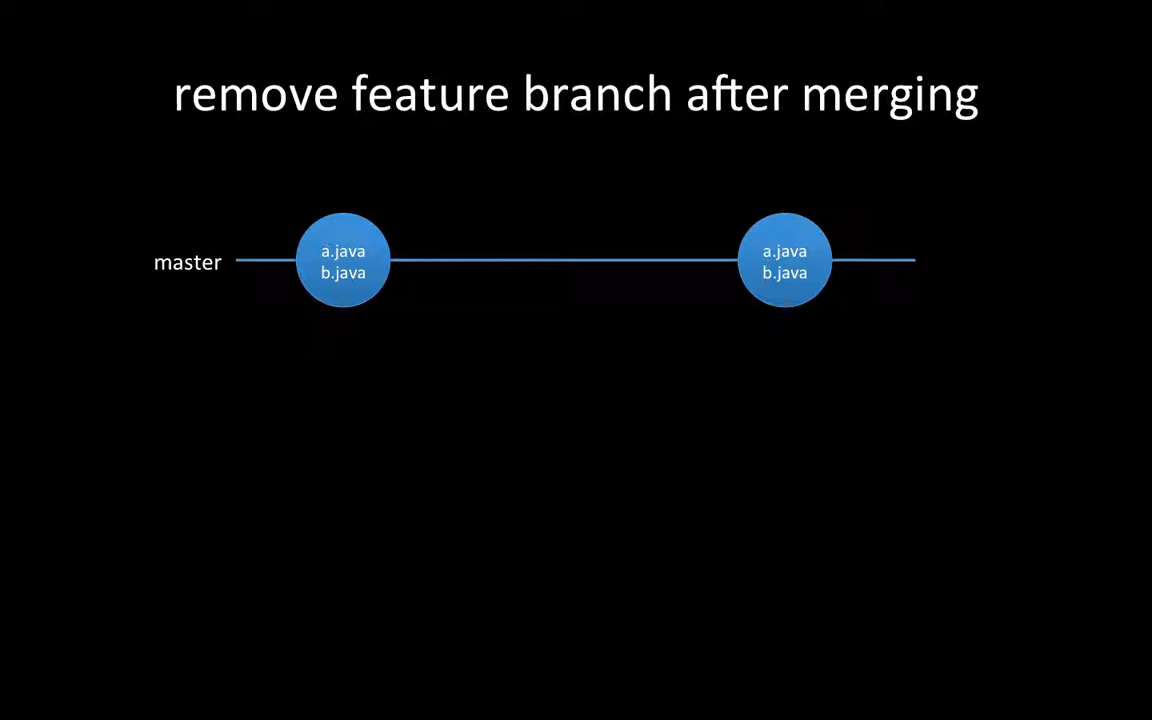 remove feature branch after merging
master
a.java
b.java
a.java
b.java